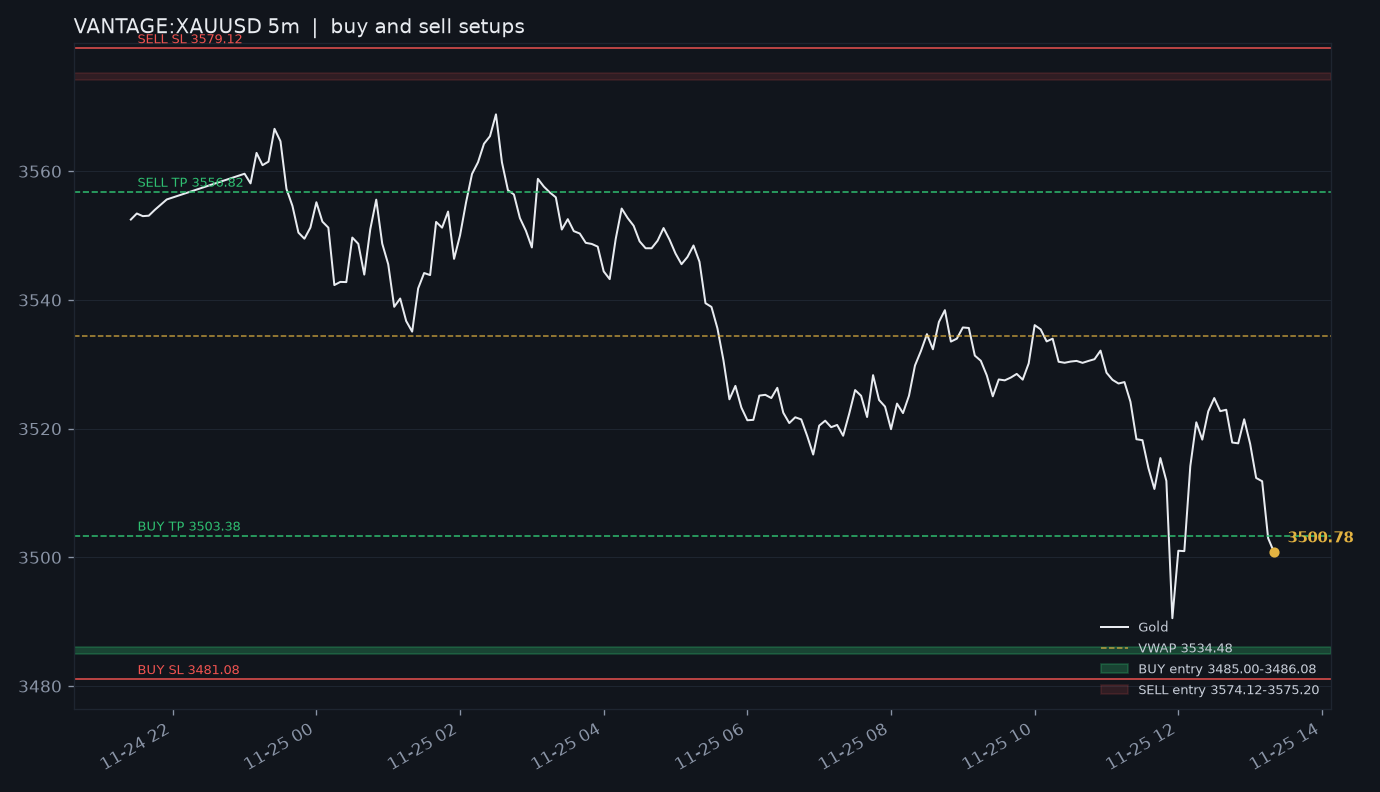 VANTAGE:XAUUSD 5m | buy and sell setups
SELL SL 3579.12
3560
SELL TP 3556.82
3540
3520
BUY TP 3503.38
3500.78
3500
Gold
VWAP 3534.48
BUY entry 3485.00-3486.08
BUY SL 3481.08
SELL entry 3574.12-3575.20
3480
11-24 22
11-25 00
11-25 02
11-25 04
11-25 06
11-25 08
11-25 10
11-25 12
11-25 14